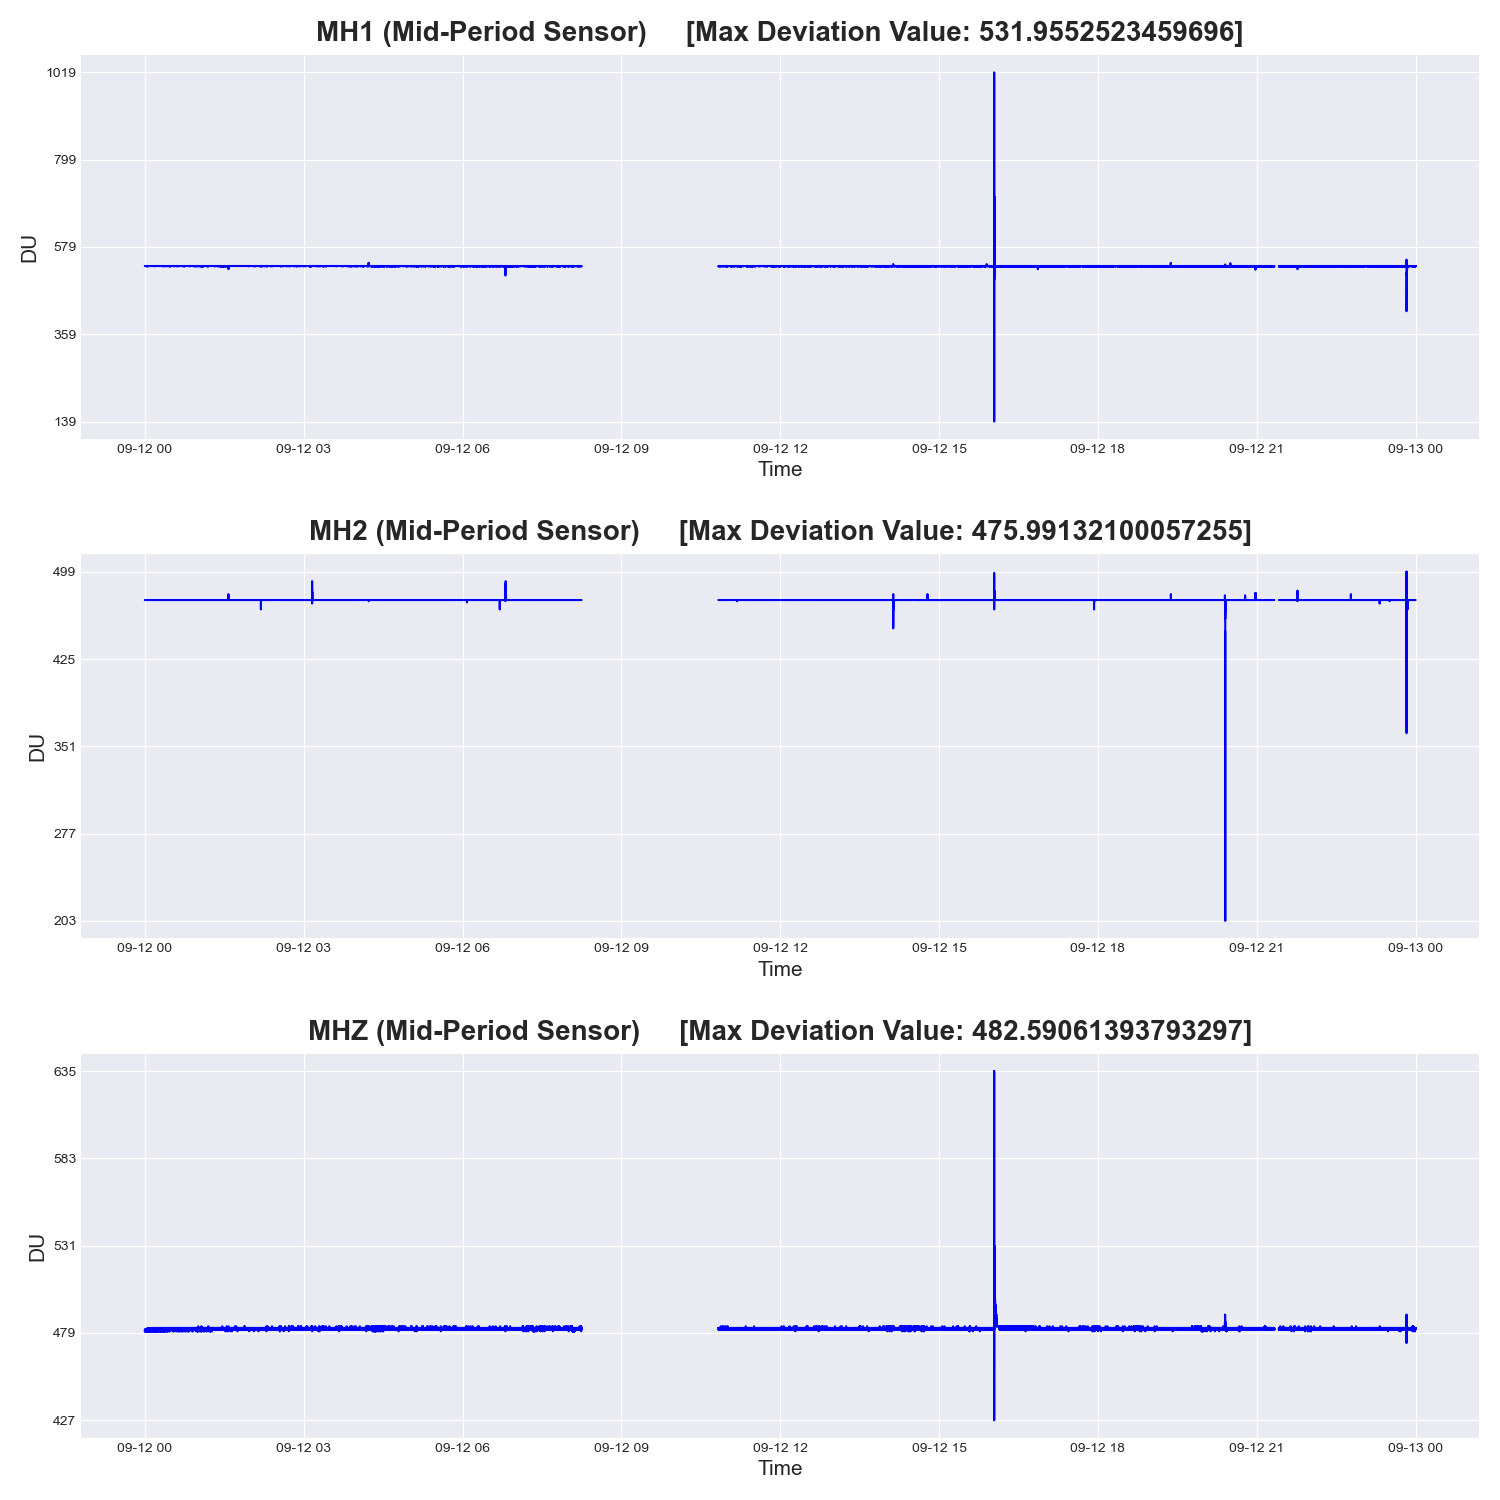 MH1 (Mid-Period Sensor) [Max Deviation Value: 531.9552523459696]
1019
799
579
359
139
DU
09-12 00 09-12 03 09-12 06 09-12 09 09-12 12 09-12 15 09-12 18 09-12 21 09-13 00
Time
MH2 (Mid-Period Sensor) [Max Deviation Value: 475.99132100057255]
499
425
351
277
203
DU
09-12 00 09-12 03 09-12 06 09-12 09 09-12 12 09-12 15 09-12 18 09-12 21 09-13 00
Time
MHZ (Mid-Period Sensor) [Max Deviation Value: 482.59061393793297]
635
583
531
479
427
DU
09-12 00 09-12 03 09-12 06 09-12 09 09-12 12 09-12 15 09-12 18 09-12 21 09-13 00
Time